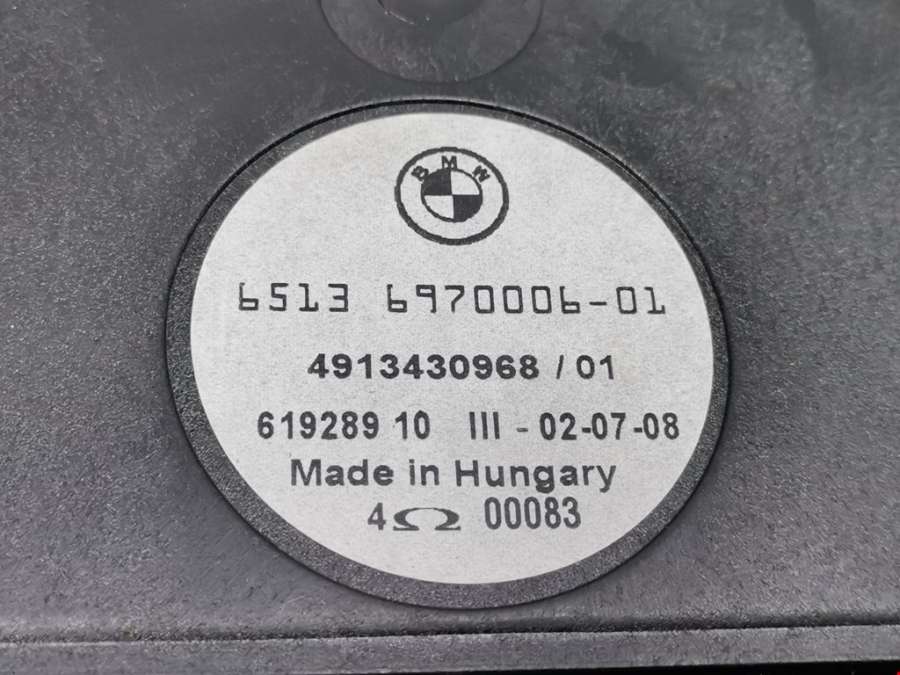 BMW
6513 6970006-01
4913430968 / 01
619289 10 III - 02-07-08
Made in Hungary
4Ω 00083